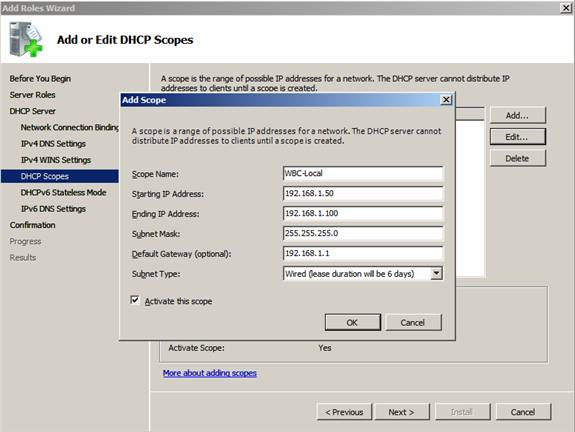 Add Roles Wizard
Add or Edit DHCP Scopes
Before You Begin
Server Roles
DHCP Server
Network Connection Binding
IPv4 DNS Settings
IPv4 WINS Settings
DHCP Scopes
DHCPv6 Stateless Mode
IPv6 DNS Settings
Confirmation
Progress
Results
A scope is the range of possible IP addresses for a network. The DHCP server cannot distribute IP
addresses to clients until a scope is created.
Add...
Edit...
Delete
Add Scope
A scope is a range of possible IP addresses for a network. The DHCP server cannot
distribute IP addresses to clients until a scope is created.
Scope Name: WBC-Local
Starting IP Address: 192.168.1.50
Ending IP Address: 192.168.1.100
Subnet Mask: 255.255.255.0
Default Gateway (optional): 192.168.1.1
Subnet Type: Wired (lease duration will be 6 days)
Activate this scope
OK Cancel
Activate Scope: Yes
More about adding scopes
< Previous Next > Install Cancel